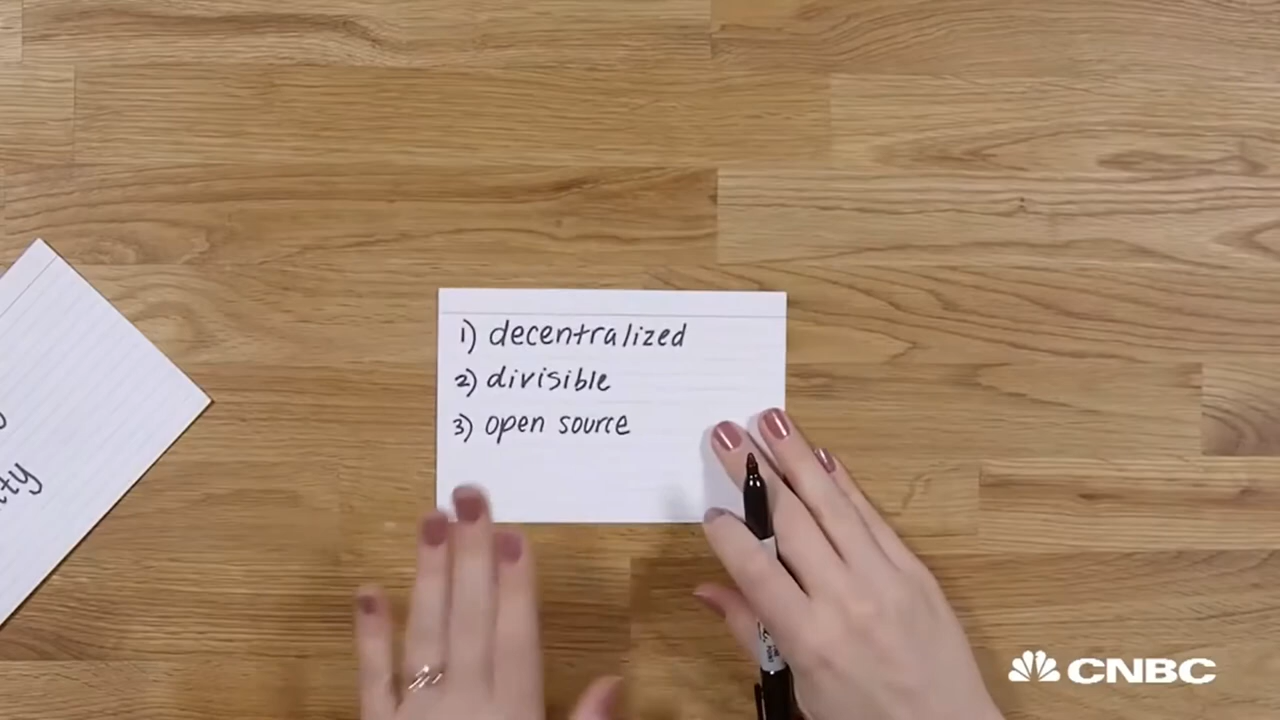 1) decentralized
2) divisible
3) open source
CNBC